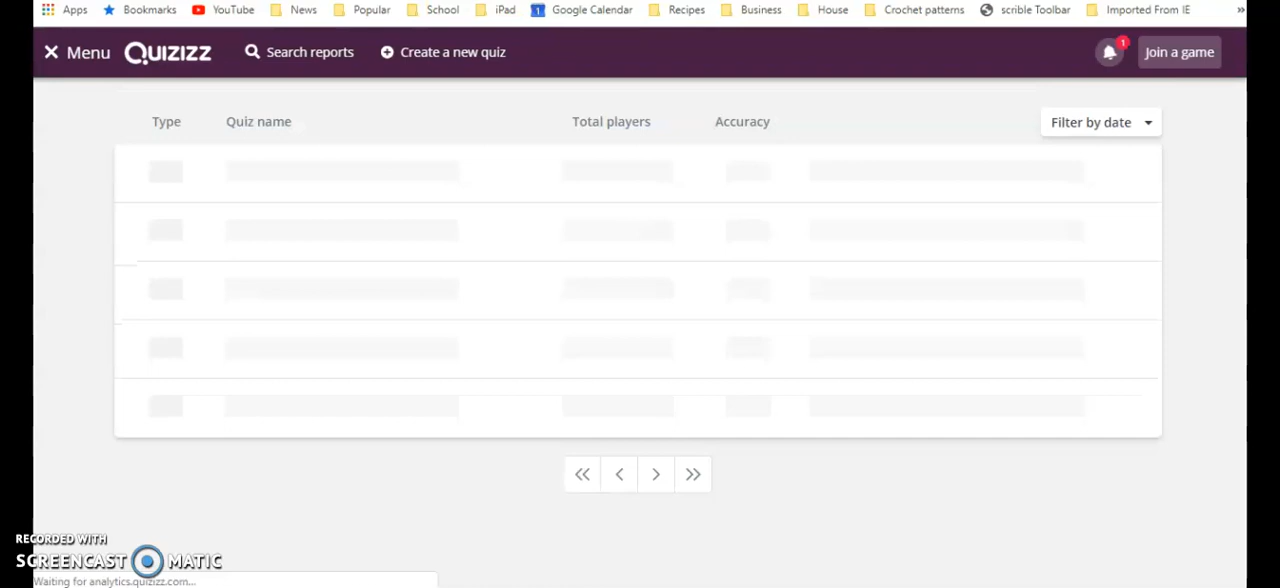 Apps Bookmarks YouTube News Popular School iPad 1 Google Calendar Recipes Business House Crochet patterns scrible Toolbar Imported From IE »
Menu QUIZIZZ Search reports Create a new quiz 1 Join a game
Type Quiz name Total players Accuracy Filter by date
RECORDED WITH
SCREENCAST MATIC
Waiting for analytics.quizizz.com...